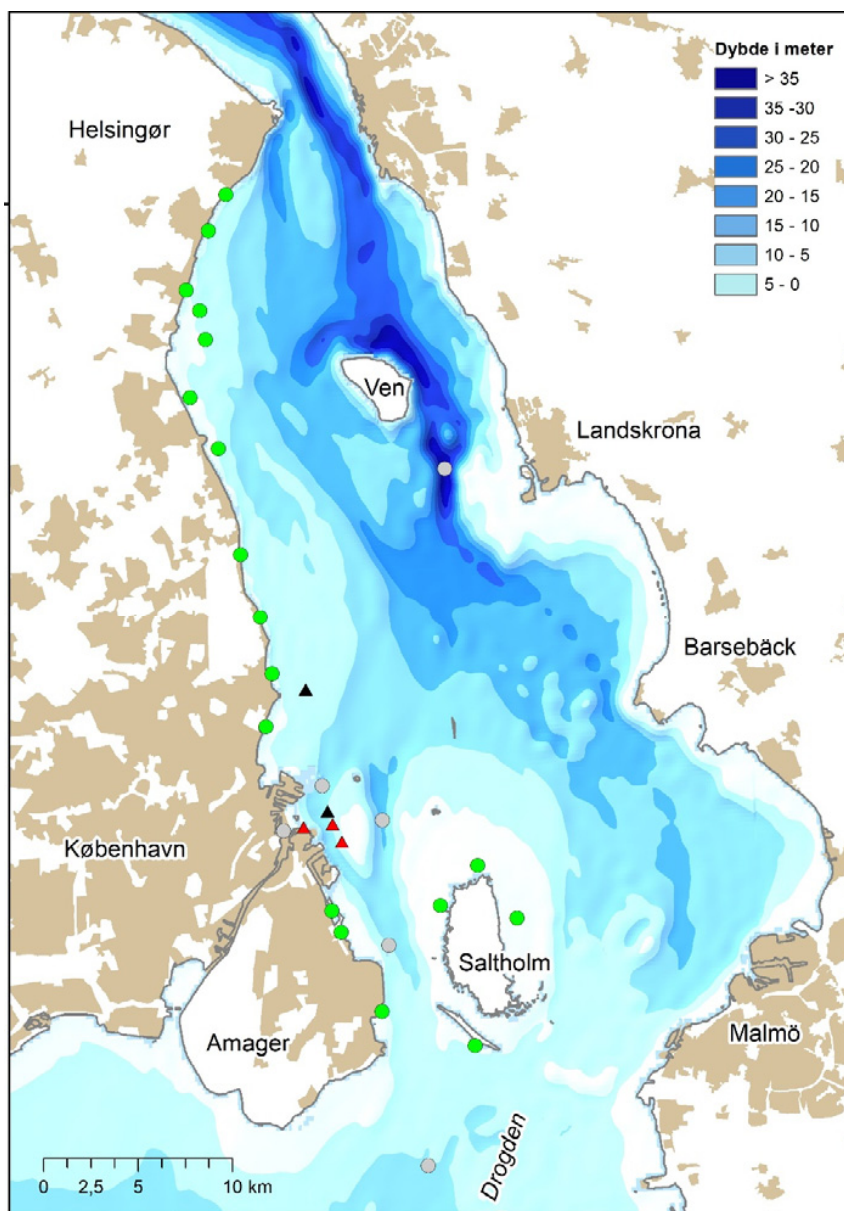 Dybde i meter
> 35
35 -30
30 - 25
25 - 20
20 - 15
15 - 10
10 - 5
5 - 0
Helsingør
Ven
Landskrona
Barsebäck
København
Saltholm
Amager
Malmö
Drogden
0 2,5 5 10 km